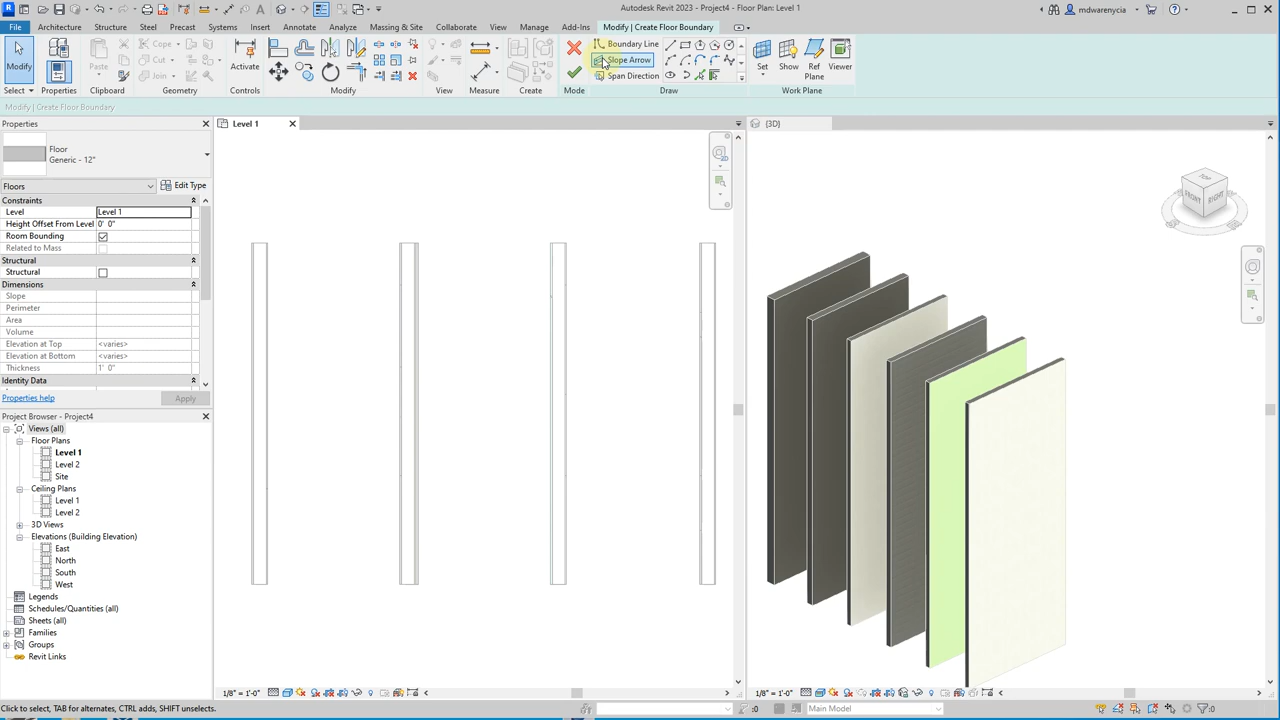 Autodesk Revit 2023 - Project4 - Floor Plan: Level 1
mdwarenycia
File
Architecture
Structure
Steel
Precast
Systems
Insert
Annotate
Analyze
Massing & Site
Collaborate
View
Manage
Add-Ins
Modify | Create Floor Boundary
Modify
Activate
Boundary Line
Slope Arrow
Span Direction
Set
Show
Ref
Plane
Viewer
Select
Properties
Clipboard
Geometry
Controls
Modify
View
Measure
Create
Mode
Draw
Work Plane
Modify | Create Floor Boundary
Properties
Floor
Generic - 12"
Floors
Edit Type
Constraints
Level
Level 1
Height Offset From Level
0' 0"
Room Bounding
Related to Mass
Structural
Structural
Dimensions
Slope
Perimeter
Area
Volume
Elevation at Top
<varies>
Elevation at Bottom
<varies>
Thickness
1' 0"
Identity Data
Properties help
Apply
Project Browser - Project4
Views (all)
Floor Plans
Level 1
Level 2
Site
Ceiling Plans
Level 1
Level 2
3D Views
Elevations (Building Elevation)
East
North
South
West
Legends
Schedules/Quantities (all)
Sheets (all)
Families
Groups
Revit Links
Level 1
{3D}
2D
TOP
FRONT
RIGHT
1/8" = 1'-0"
1/8" = 1'-0"
Click to select, TAB for alternates, CTRL adds, SHIFT unselects.
:0
Main Model
:0